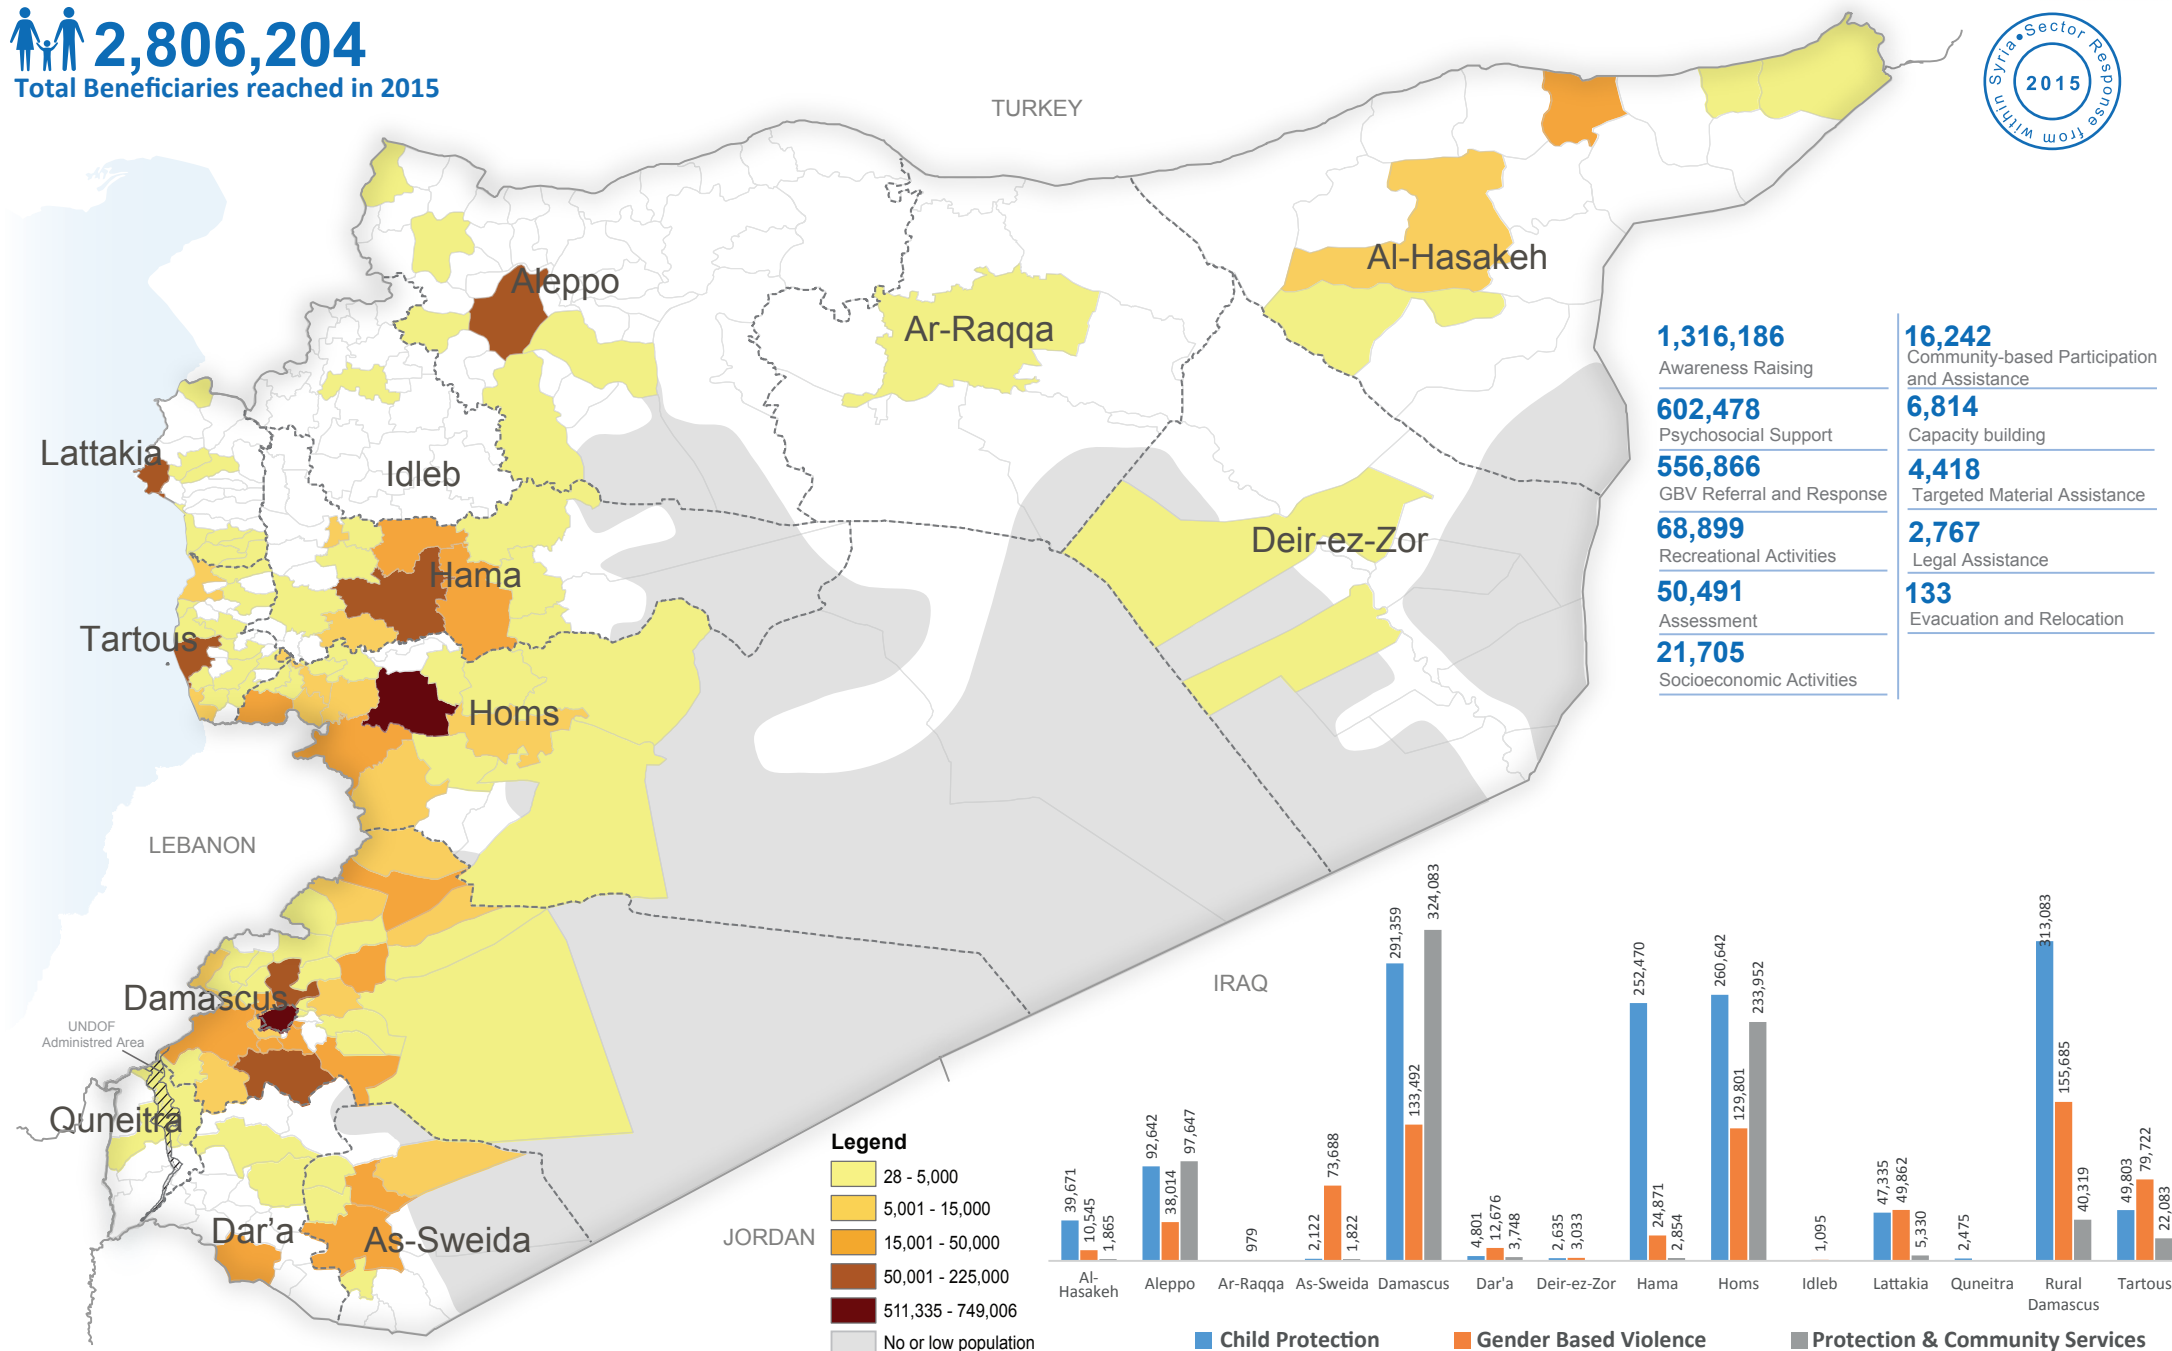 2,806,204
Total Beneficiaries reached in 2015
Sector Response from within Syria
2015
TURKEY
Aleppo
Al-Hasakeh
Ar-Raqqa
Lattakia
Idleb
Deir-ez-Zor
Hama
Tartous
Homs
LEBANON
Damascus
UNDOF
Administred Area
Quneitra
IRAQ
Dar'a
As-Sweida
JORDAN
1,316,186
Awareness Raising
602,478
Psychosocial Support
556,866
GBV Referral and Response
68,899
Recreational Activities
50,491
Assessment
21,705
Socioeconomic Activities
16,242
Community-based Participation
and Assistance
6,814
Capacity building
4,418
Targeted Material Assistance
2,767
Legal Assistance
133
Evacuation and Relocation
Legend
28 - 5,000
5,001 - 15,000
15,001 - 50,000
50,001 - 225,000
511,335 - 749,006
No or low population
39,671
10,545
1,865
92,642
38,014
97,647
979
2,122
73,688
1,822
291,359
133,492
324,083
4,801
12,676
3,748
2,635
3,033
252,470
24,871
2,854
260,642
129,801
233,952
1,095
47,335
49,862
5,330
2,475
313,083
155,685
40,319
49,803
79,722
22,083
Al-
Hasakeh
Aleppo
Ar-Raqqa
As-Sweida
Damascus
Dar'a
Deir-ez-Zor
Hama
Homs
Idleb
Lattakia
Quneitra
Rural
Damascus
Tartous
Child Protection
Gender Based Violence
Protection & Community Services